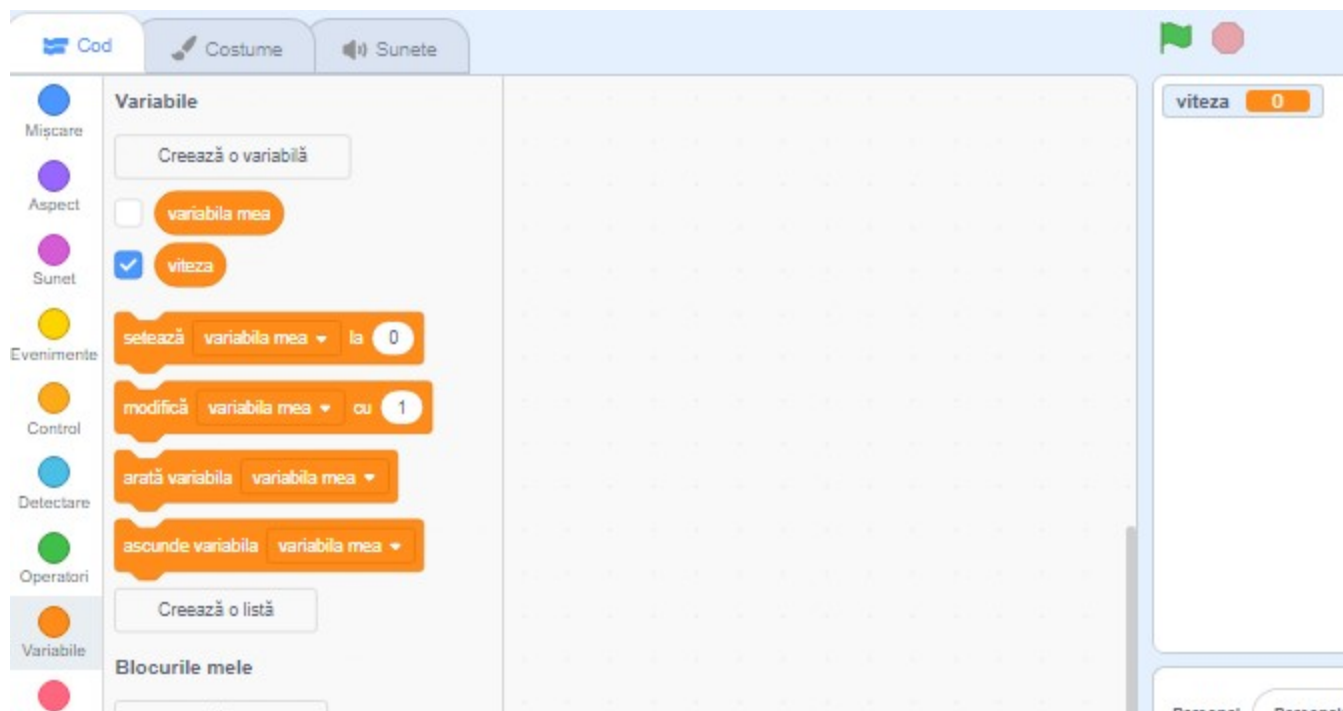 Cod
Costume
Sunete
Mișcare
Aspect
Sunet
Evenimente
Control
Detectare
Operatori
Variabile
Variabile
Creează o variabilă
variabila mea
viteza
setează variabila mea la 0
modifică variabila mea cu 1
arată variabila variabila mea
ascunde variabila variabila mea
Creează o listă
Blocurile mele
viteza 0